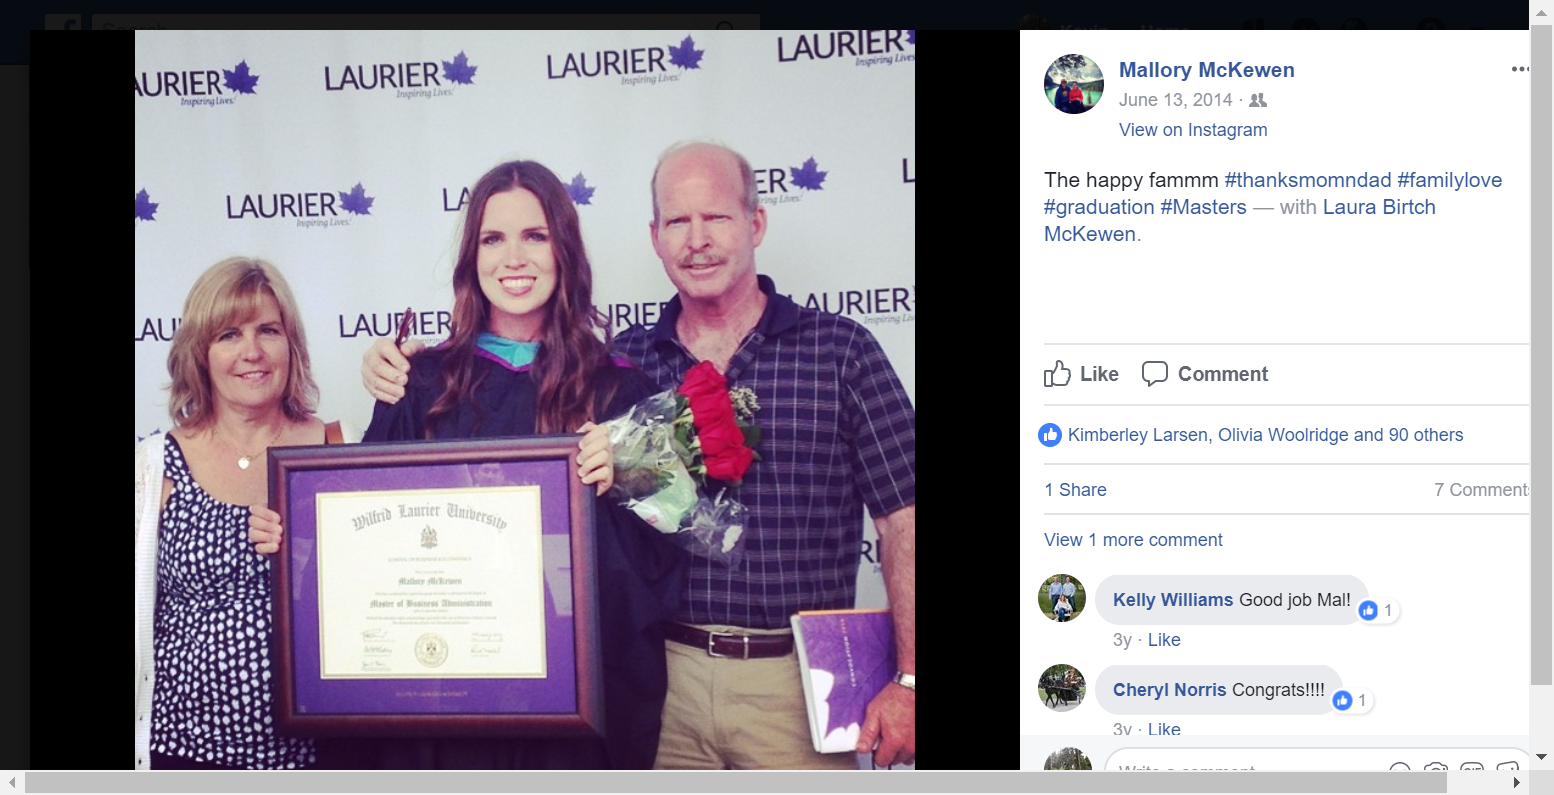 LAURIER
Inspiring Lives.
LAURIER
Inspiring Lives.
LAURIER
Inspiring Lives.
LAURIER
Inspiring Lives.
LAURIER
Inspiring Lives.
LAURIER
LAURIER
Wilfrid Laurier University
Mallory McKewen
Master of Business Administration
CONVOCATION
Mallory McKewen
June 13, 2014 ·
View on Instagram
The happy fammm #thanksmomndad #familylove
#graduation #Masters — with Laura Birtch
McKewen.
Like Comment
Kimberley Larsen, Olivia Woolridge and 90 others
1 Share 7 Comments
View 1 more comment
Kelly Williams Good job Mal!
1
3y · Like
Cheryl Norris Congrats!!!!
1
3y · Like
Write a comment...